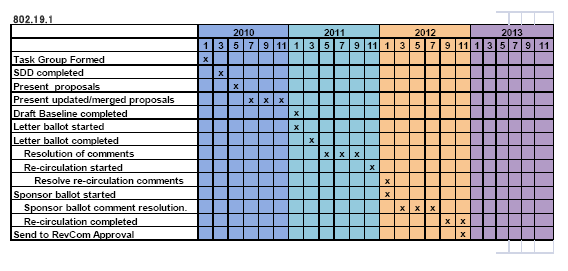 802.19.1
2010 2011 2012 2013
1 3 5 7 9 11 1 3 5 7 9 11 1 3 5 7 9 11 1 3 5 7 9 11
Task Group Formed x
SDD completed x
Present proposals x
Present updated/merged proposals x x x
Draft Baseline completed x
Letter ballot started x
Letter ballot completed x
Resolution of comments x x x
Re-circulation started x
Resolve re-circulation comments x
Sponsor ballot started x
Sponsor ballot comment resolution. x x x
Re-circulation completed x x
Send to RevCom Approval x